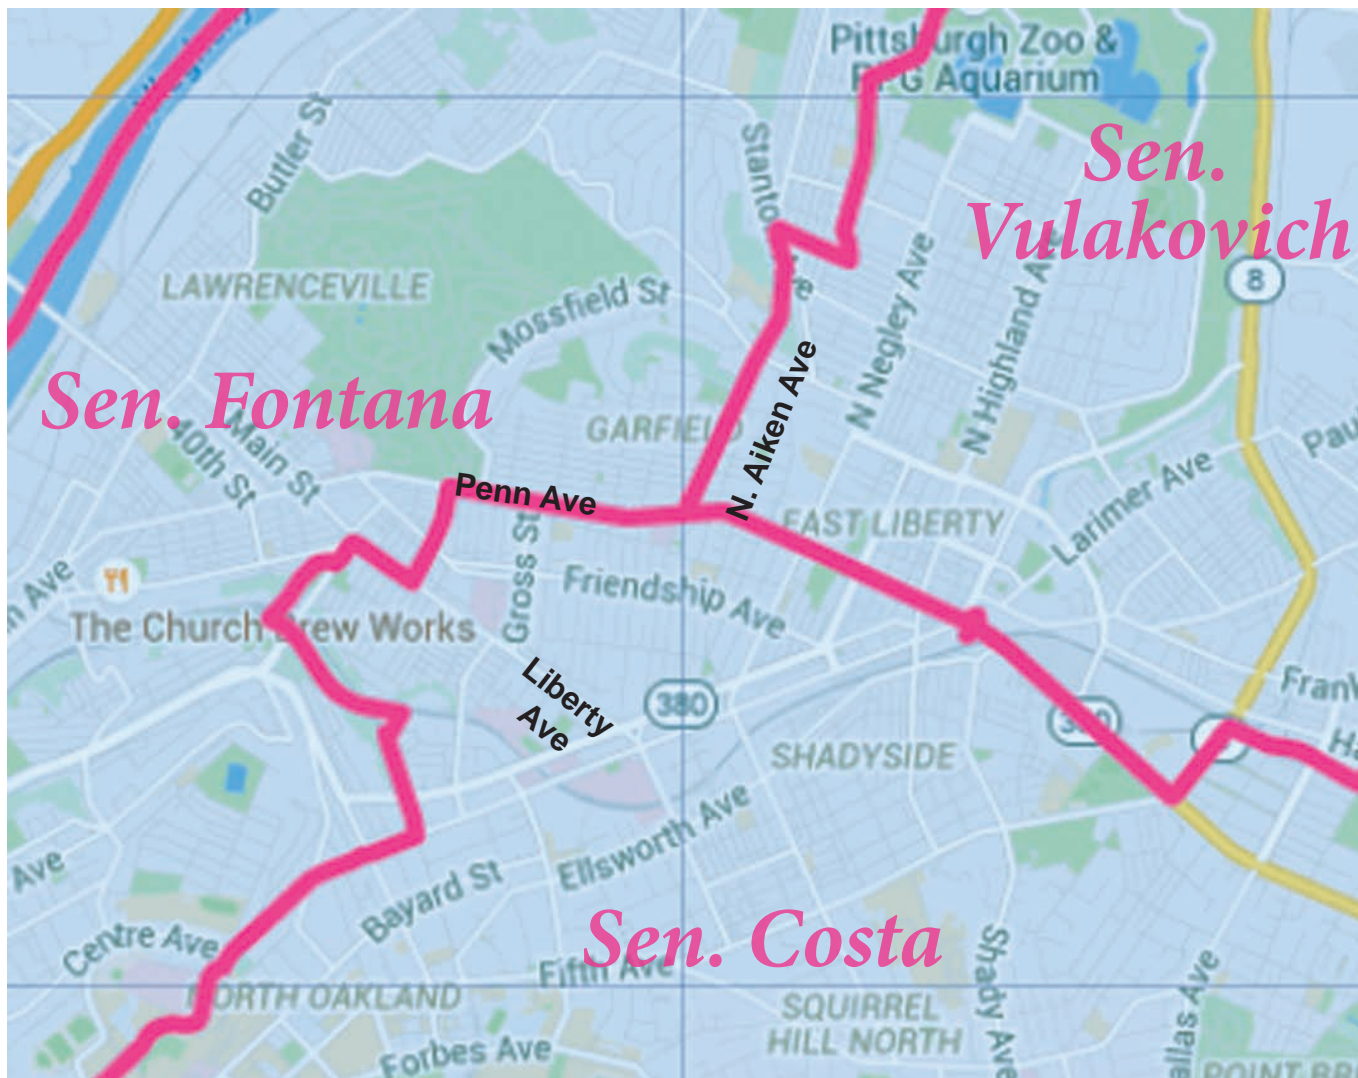 Pittsburgh Zoo &
PPG Aquarium
Butler St
Sen.
Vulakovich
8
LAWRENCEVILLE
Mossfield St
N Negley Ave
N Highland Ave
N. Aiken Ave
Sen. Fontana
GARFIELD
40th St
Main St
Penn Ave
EAST LIBERTY
Larimer Ave
Gross St
Friendship Ave
The Church Brew Works
Liberty
Ave
380
SHADYSIDE
Ellsworth Ave
Bayard St
Ave
Centre Ave
Sen. Costa
Fifth Ave
NORTH OAKLAND
SQUIRREL
HILL NORTH
Shady Ave
Forbes Ave